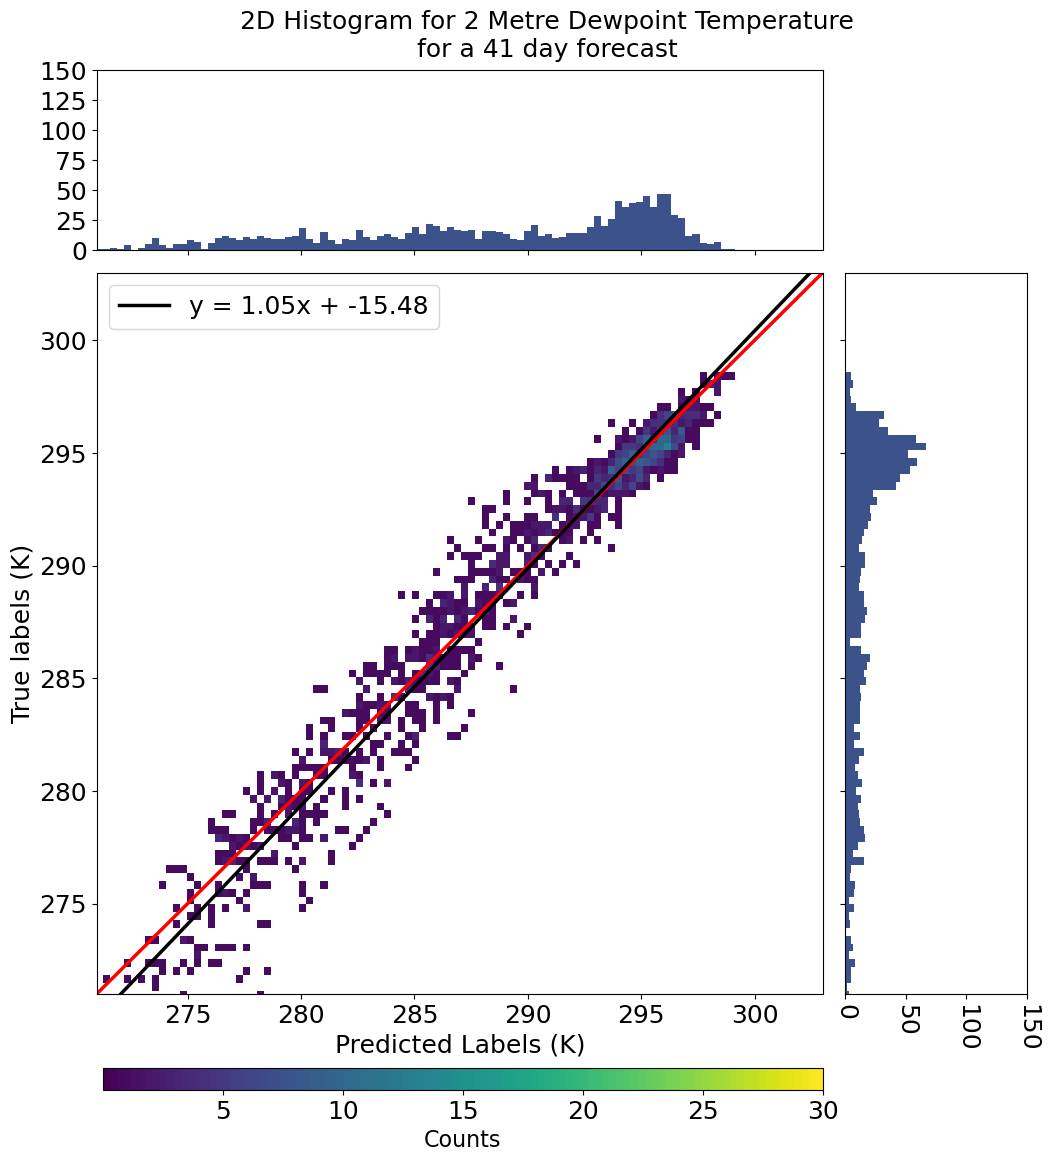 2D Histogram for 2 Metre Dewpoint Temperature
for a 41 day forecast
150
125
100
75
50
25
0
y = 1.05x + -15.48
300
295
290
285
280
275
True labels (K)
275 280 285 290 295 300
Predicted Labels (K)
0 50 100 150
5 10 15 20 25 30
Counts